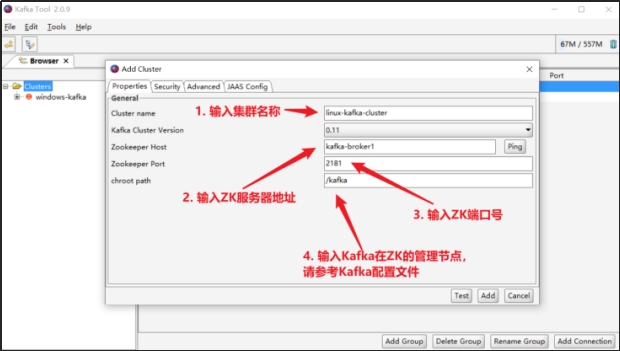 Kafka Tool 2.0.9
File Edit Tools Help
67M / 557M
Browser
Clusters
windows-kafka
Port
Add Cluster
Properties Security Advanced JAAS Config
General
Cluster name
1. 输入集群名称
linux-kafka-cluster
Kafka Cluster Version
0.11
Zookeeper Host
kafka-broker1
Ping
Zookeeper Port
2181
chroot path
/kafka
2. 输入ZK服务器地址
3. 输入ZK端口号
4. 输入Kafka在ZK的管理节点，
请参考Kafka配置文件
Test Add Cancel
Add Group Delete Group Rename Group Add Connection